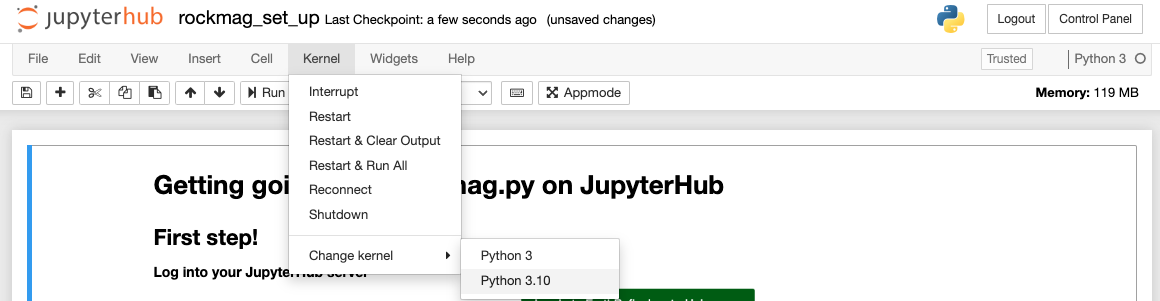 jupyterhub rockmag_set_up Last Checkpoint: a few seconds ago (unsaved changes) Logout Control Panel
File Edit View Insert Cell Kernel Widgets Help Trusted Python 3
Run Appmode Memory: 119 MB
Interrupt
Restart
Restart & Clear Output
Restart & Run All
Reconnect
Shutdown
Change kernel
Python 3
Python 3.10
Getting goi mag.py on JupyterHub
First step!
Log into your Jupyter server